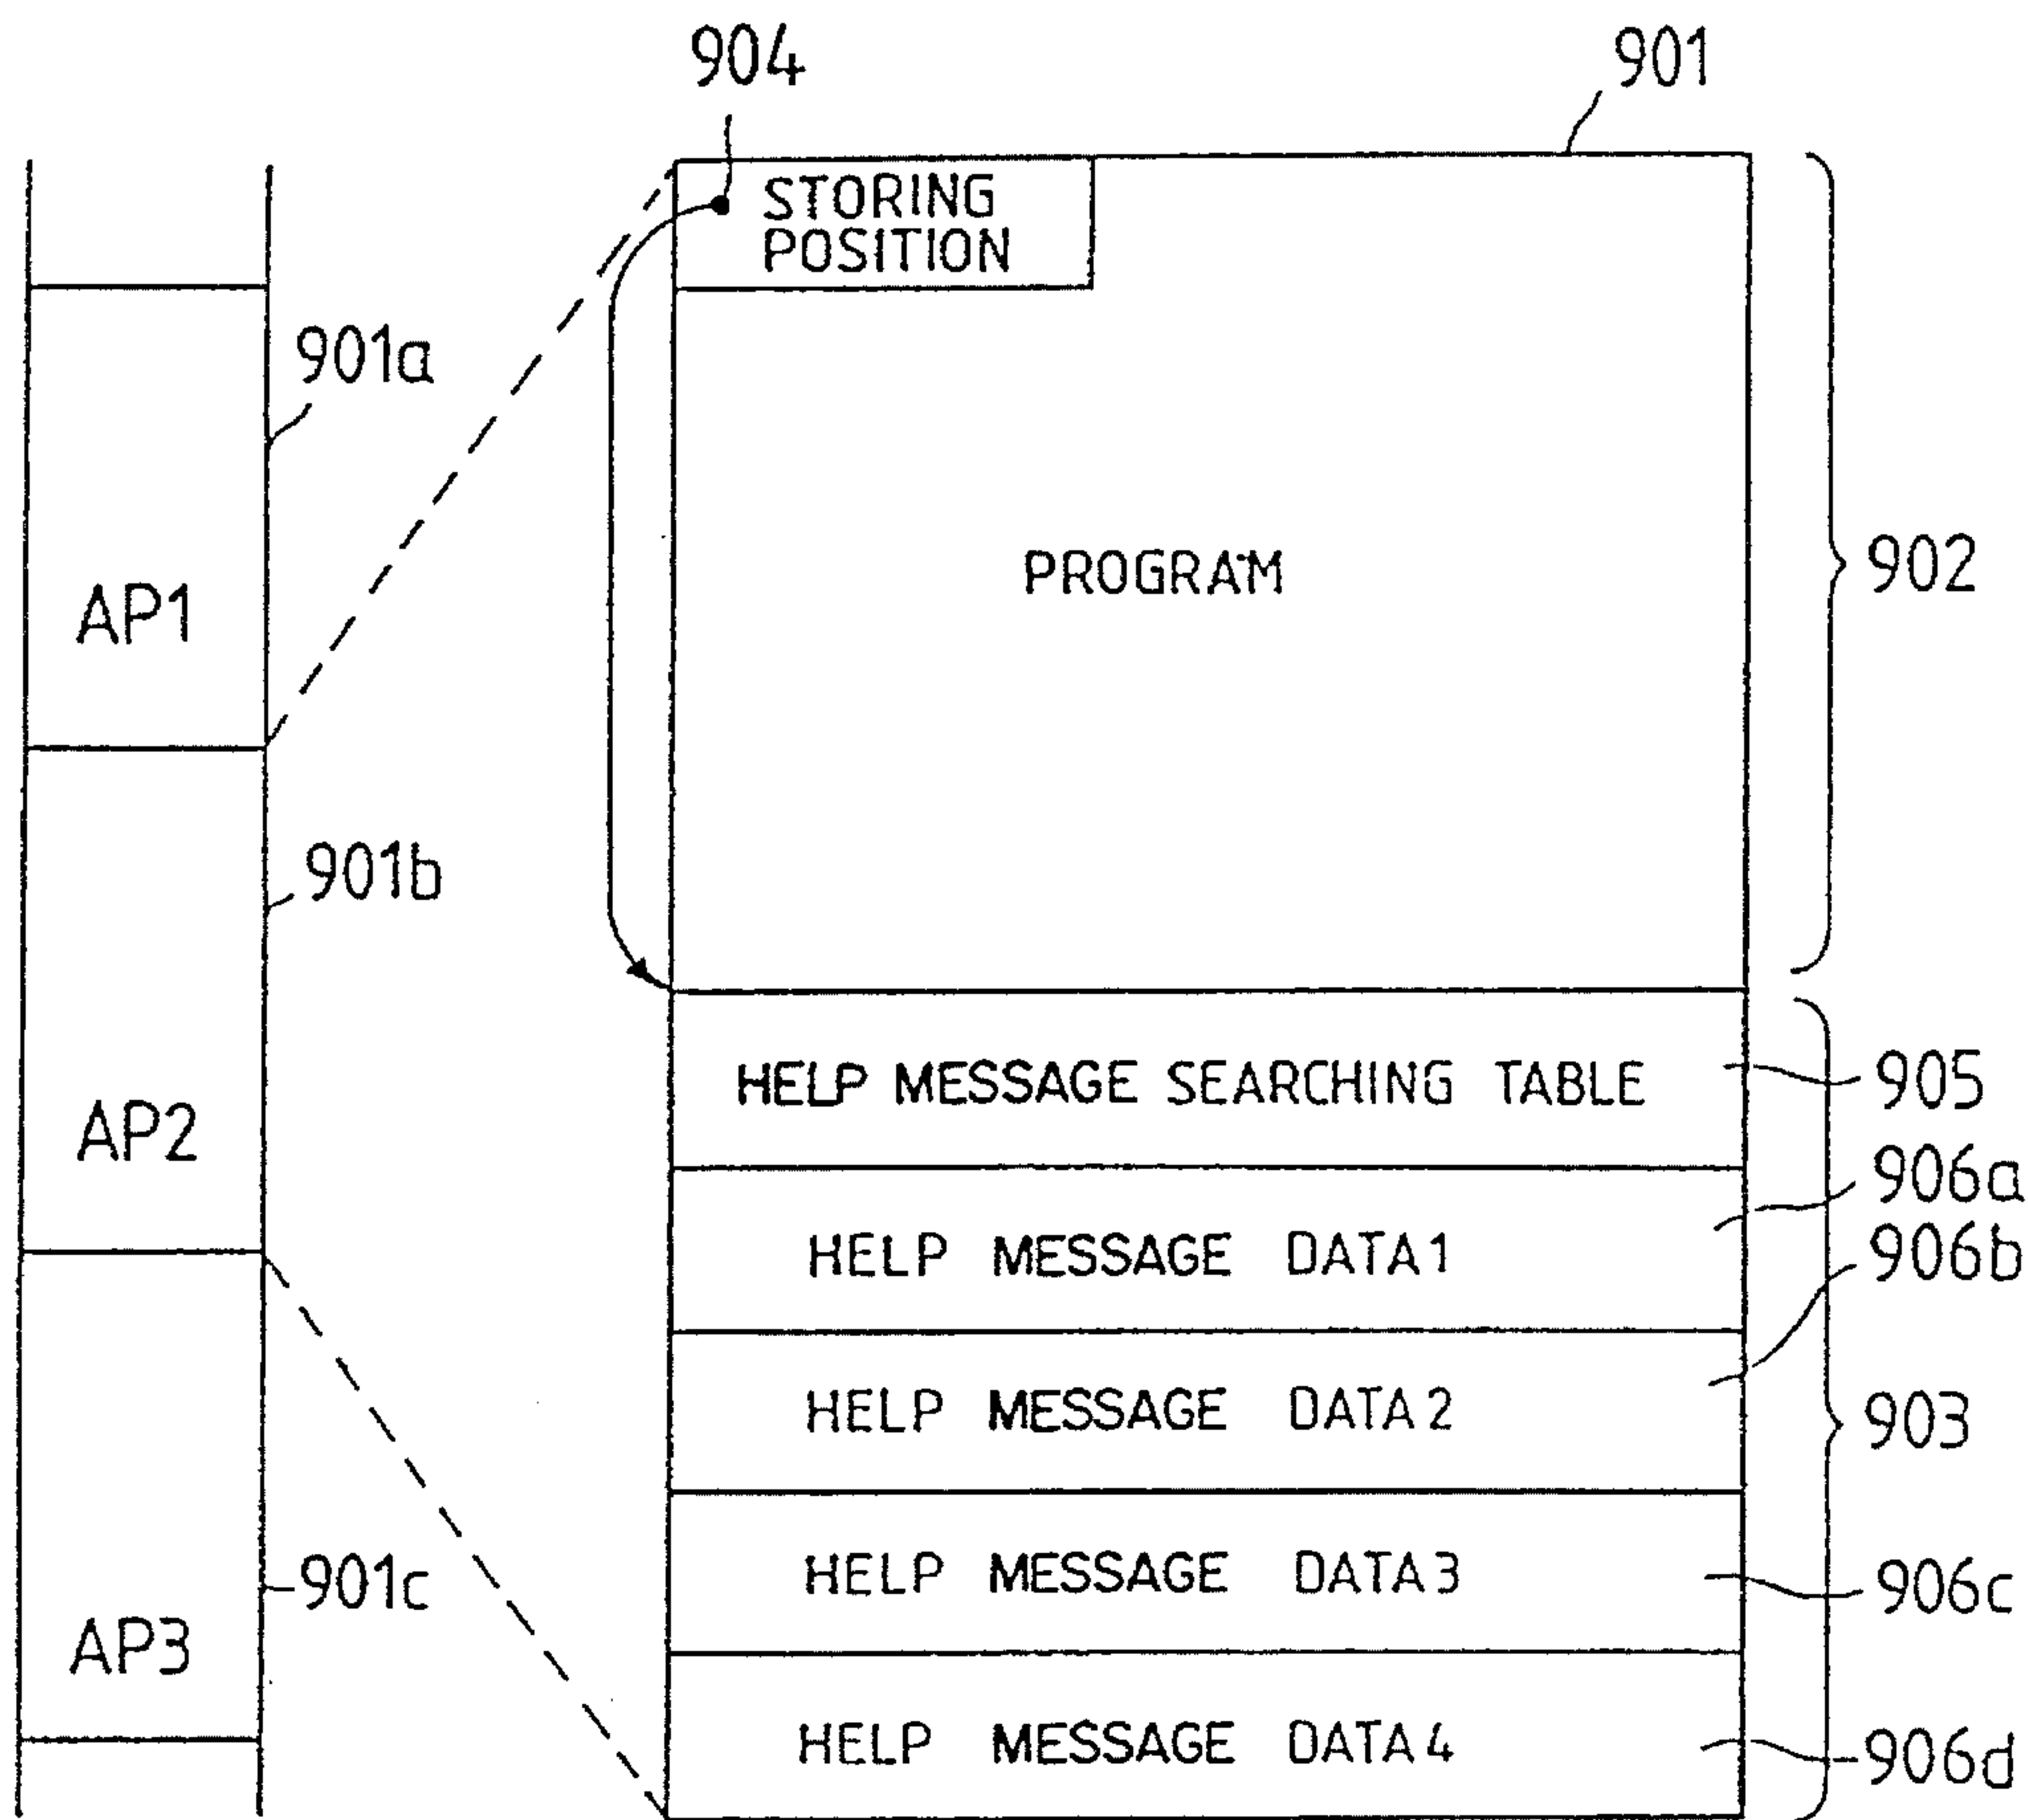 904
901
STORING
POSITION
901a
AP1
PROGRAM
902
901b
AP2
HELP MESSAGE SEARCHING TABLE
905
906a
HELP MESSAGE DATA1
906b
HELP MESSAGE DATA2
903
901c
HELP MESSAGE DATA3
906c
AP3
HELP MESSAGE DATA4
906d